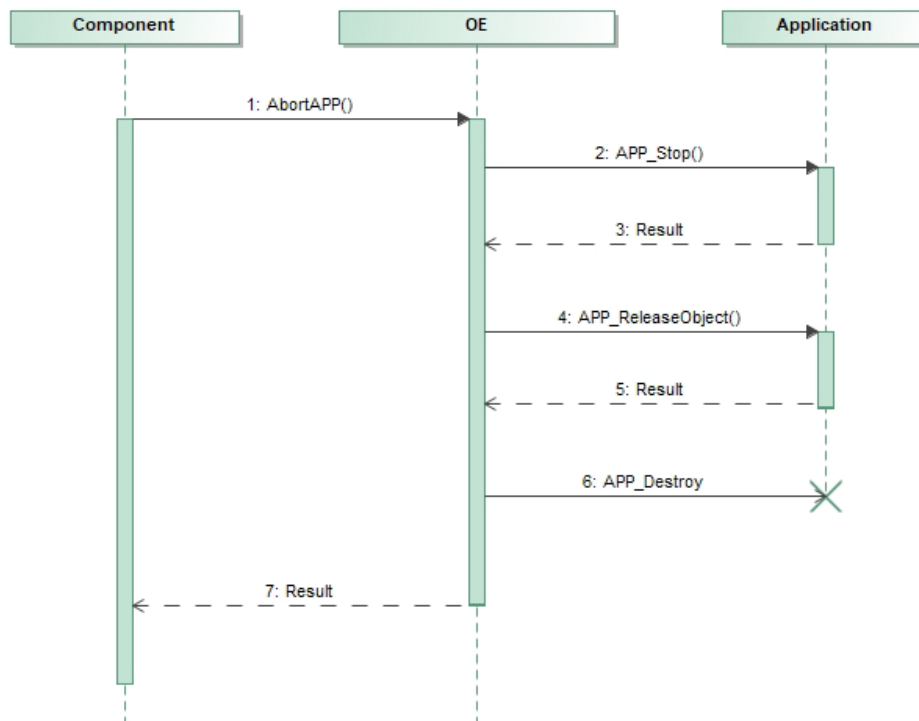 Component
OE
Application
1: AbortAPP()
2: APP_Stop()
3: Result
4: APP_ReleaseObject()
5: Result
6: APP_Destroy
7: Result